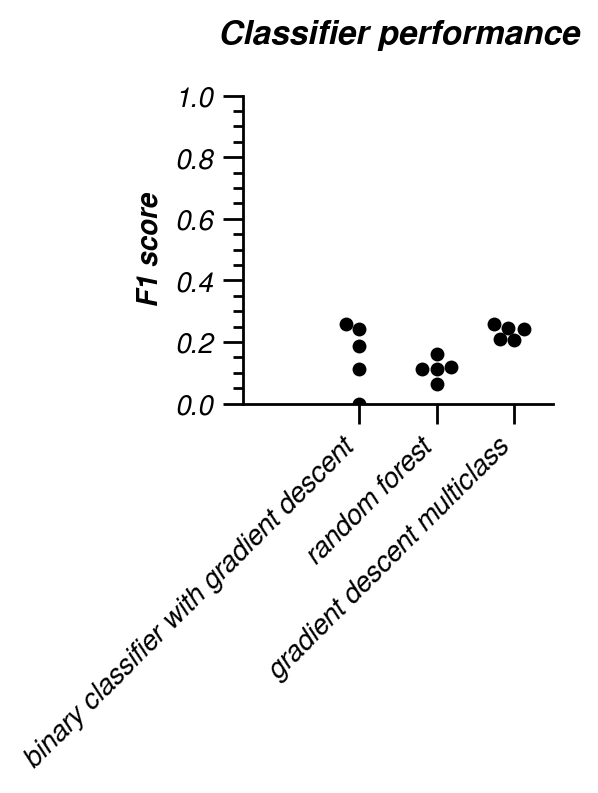 Classifier performance
F1 score
1.0
0.8
0.6
0.4
0.2
0.0
binary classifier with gradient descent
random forest
gradient descent multiclass